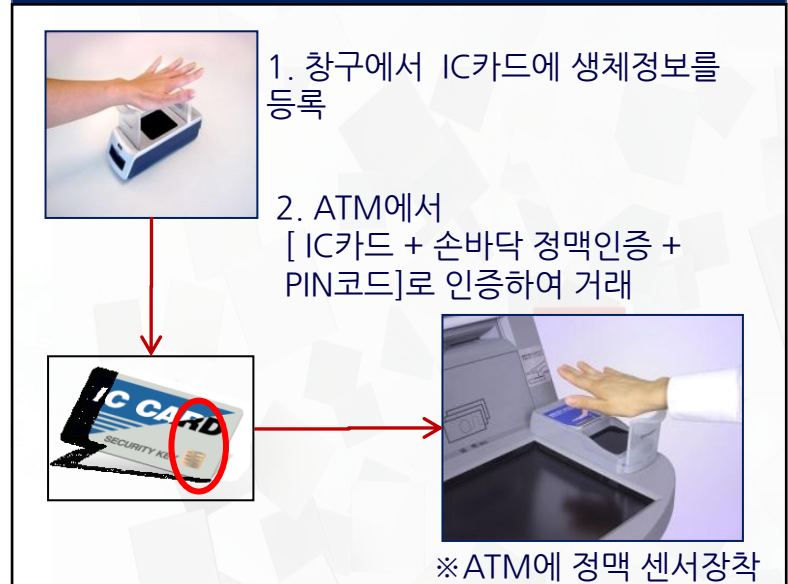 1. 창구에서 IC카드에 생체정보를
등록
2. ATM에서
[ IC카드 + 손바닥 정맥인증 +
PIN코드]로 인증하여 거래
IC CARD
SECURITY KEY
※ATM에 정맥 센서장착